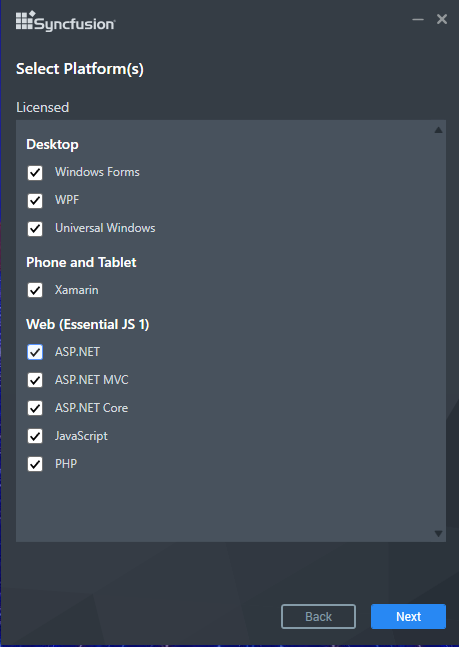 Syncfusion
Select Platform(s)
Licensed
Desktop
Windows Forms
WPF
Universal Windows
Phone and Tablet
Xamarin
Web (Essential JS 1)
ASP.NET
ASP.NET MVC
ASP.NET Core
JavaScript
PHP
Back
Next